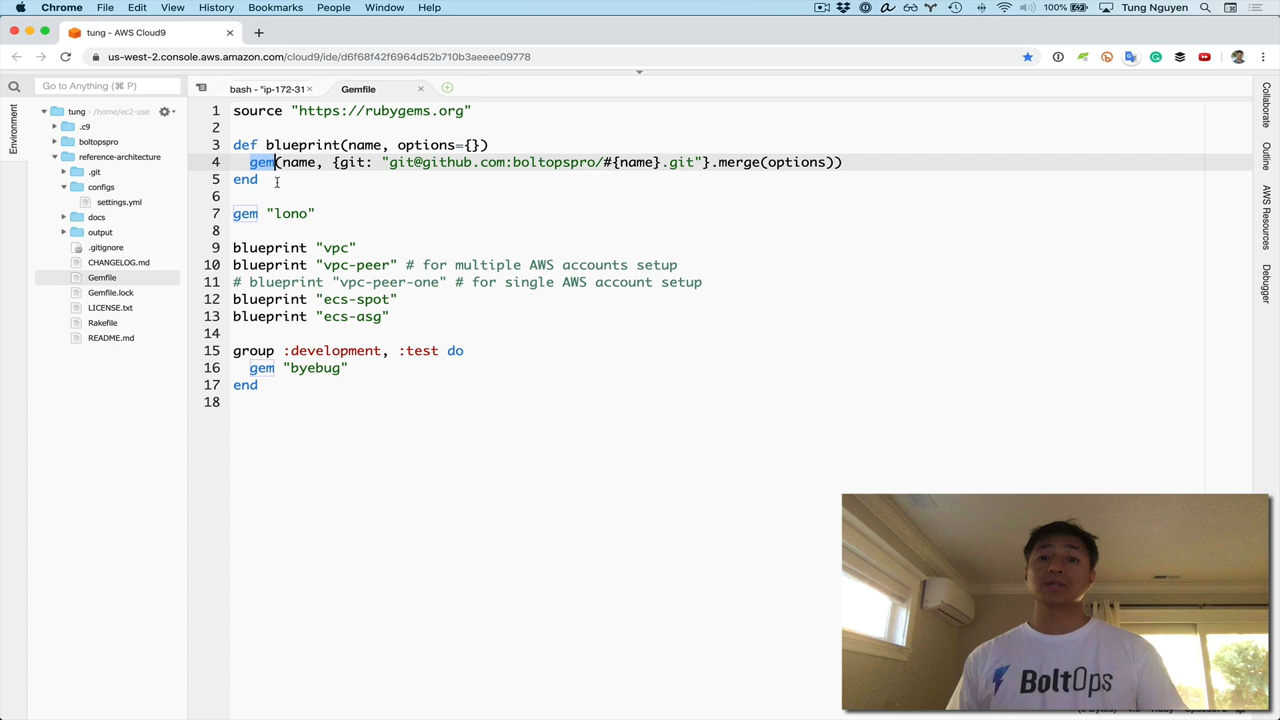 Chrome File Edit View History Bookmarks People Window Help 100% Tung Nguyen
tung - AWS Cloud9
us-west-2.console.aws.amazon.com/cloud9/ide/d6f68f42f6964d52b710b3aeeee09778
Go to Anything (⌘ P)
bash - "ip-172-31
Gemfile
Environment
tung - /home/ec2-use
.c9
boltopspro
reference-architecture
.git
configs
settings.yml
docs
output
.gitignore
CHANGELOG.md
Gemfile
Gemfile.lock
LICENSE.txt
Rakefile
README.md
1 source "https://rubygems.org"
2
3 def blueprint(name, options={})
4 gem(name, {git: "git@github.com:boltopspro/#{name}.git"}.merge(options))
5 end
6
7 gem "lono"
8
9 blueprint "vpc"
10 blueprint "vpc-peer" # for multiple AWS accounts setup
11 # blueprint "vpc-peer-one" # for single AWS account setup
12 blueprint "ecs-spot"
13 blueprint "ecs-asg"
14
15 group :development, :test do
16 gem "byebug"
17 end
18
Collaborate
Outline
AWS Resources
Debugger
BoltOps